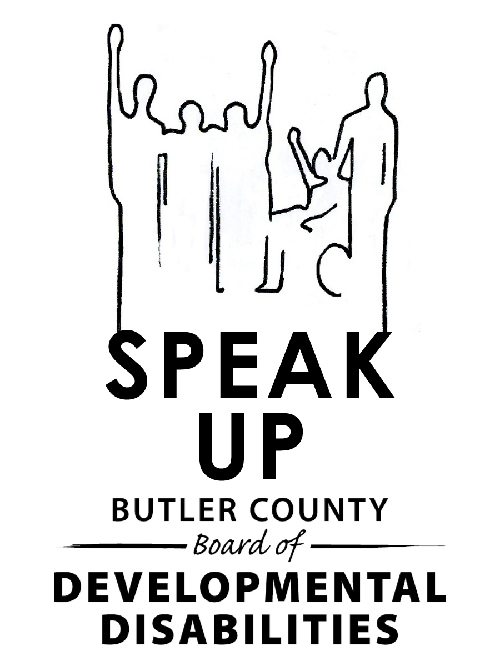 SPEAK
UP
BUTLER COUNTY
Board of
DEVELOPMENTAL
DISABILITIES